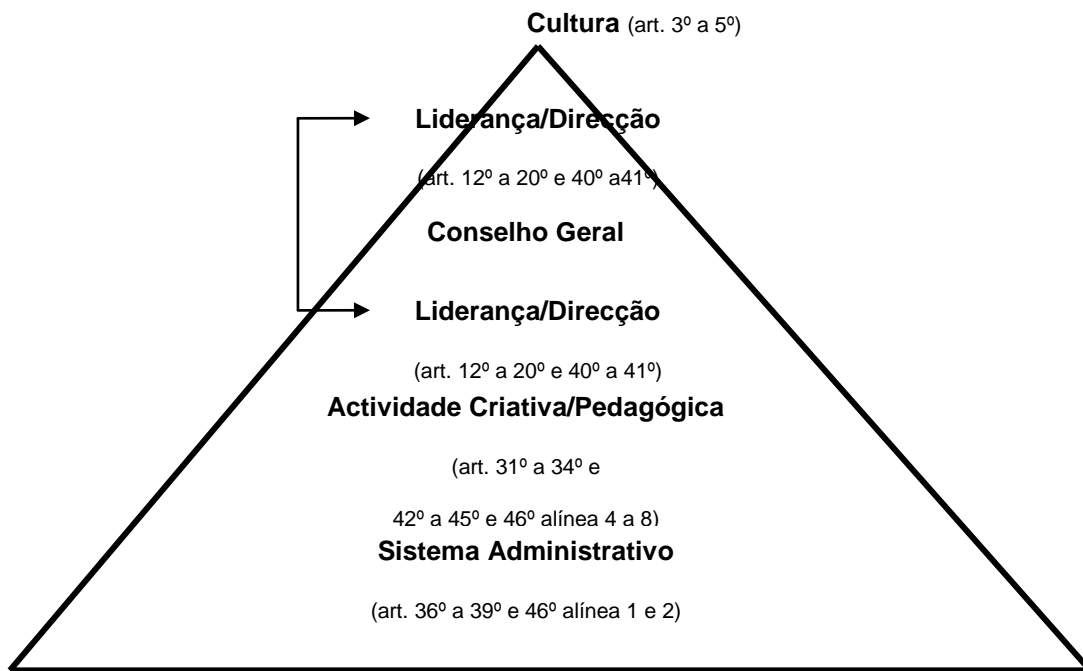 Cultura (art. 3º a 5º)
Liderança/Direcção
(art. 12º a 20º e 40º a41º)
Conselho Geral
Liderança/Direcção
(art. 12º a 20º e 40º a 41º)
Actividade Criativa/Pedagógica
(art. 31º a 34º e
42º a 45º e 46º alínea 4 a 8)
Sistema Administrativo
(art. 36º a 39º e 46º alínea 1 e 2)